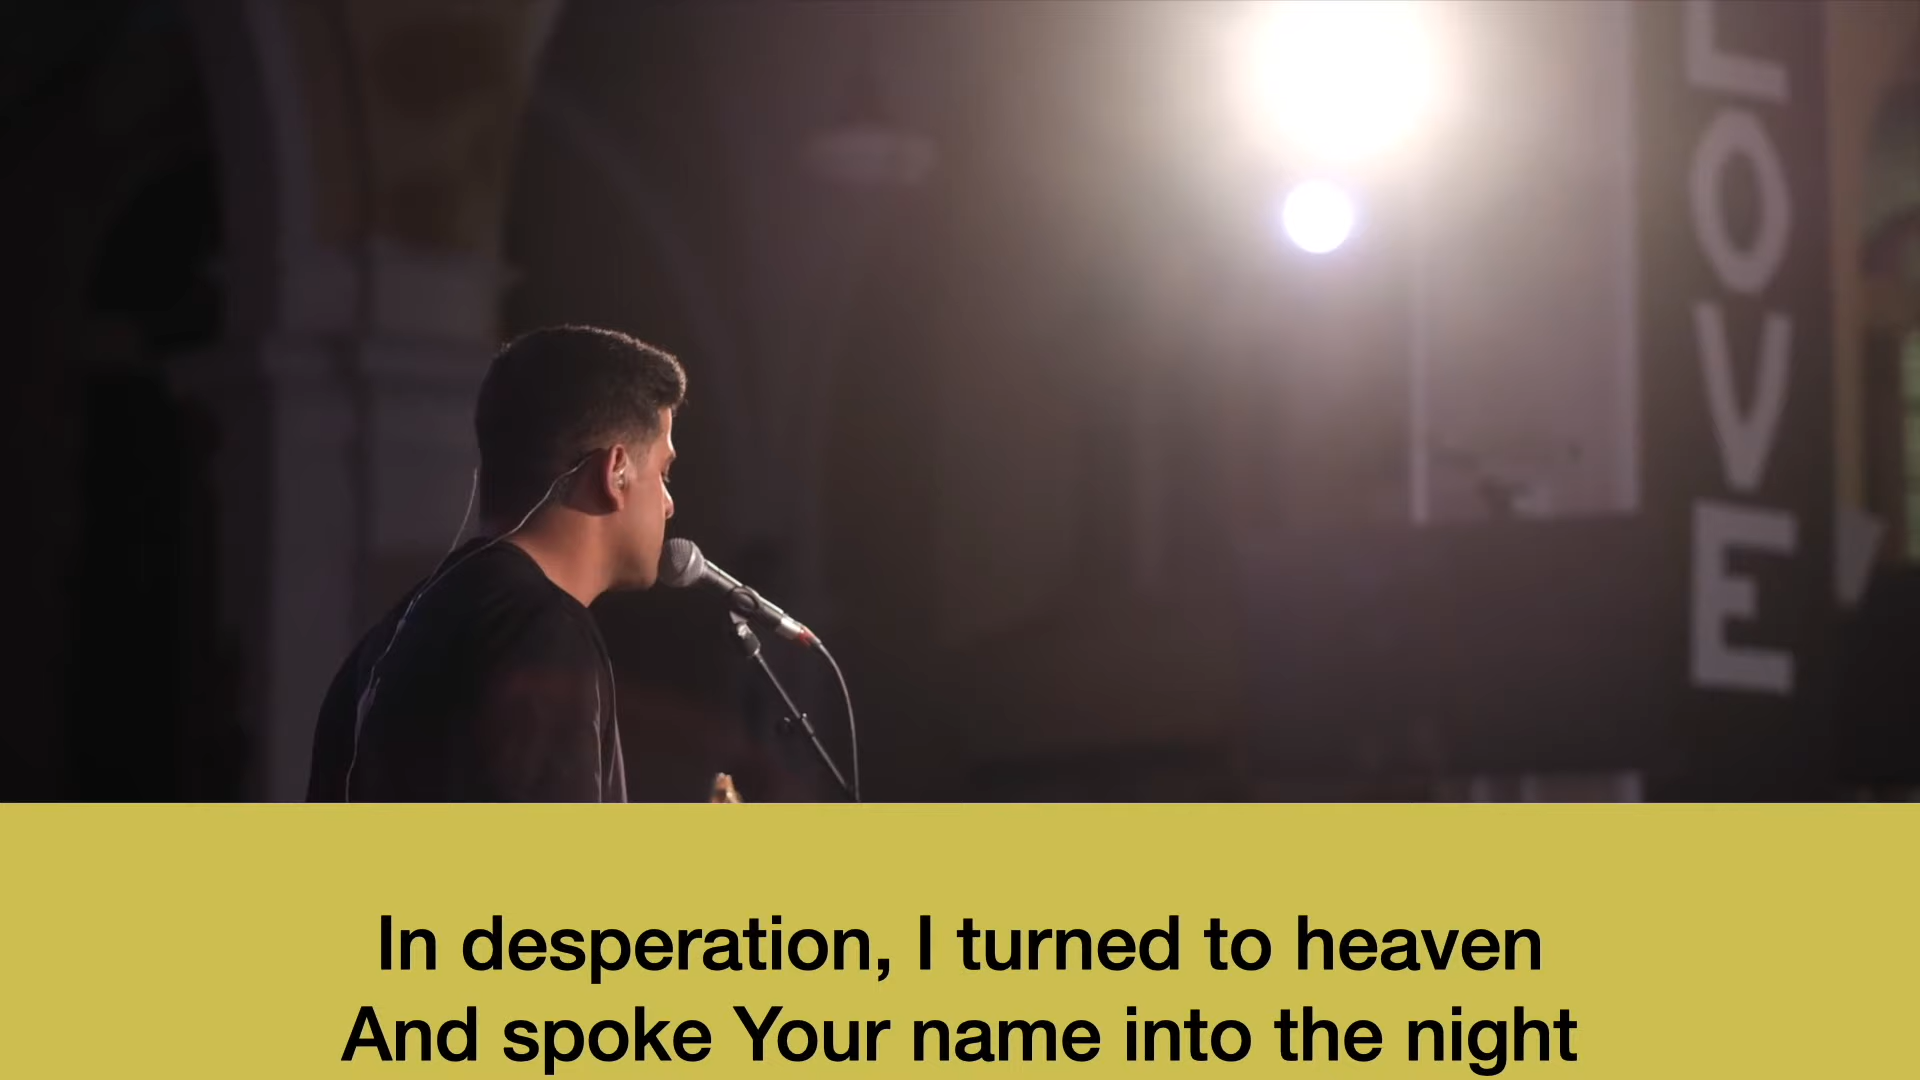 LOVE
In desperation, I turned to heaven
And spoke Your name into the night